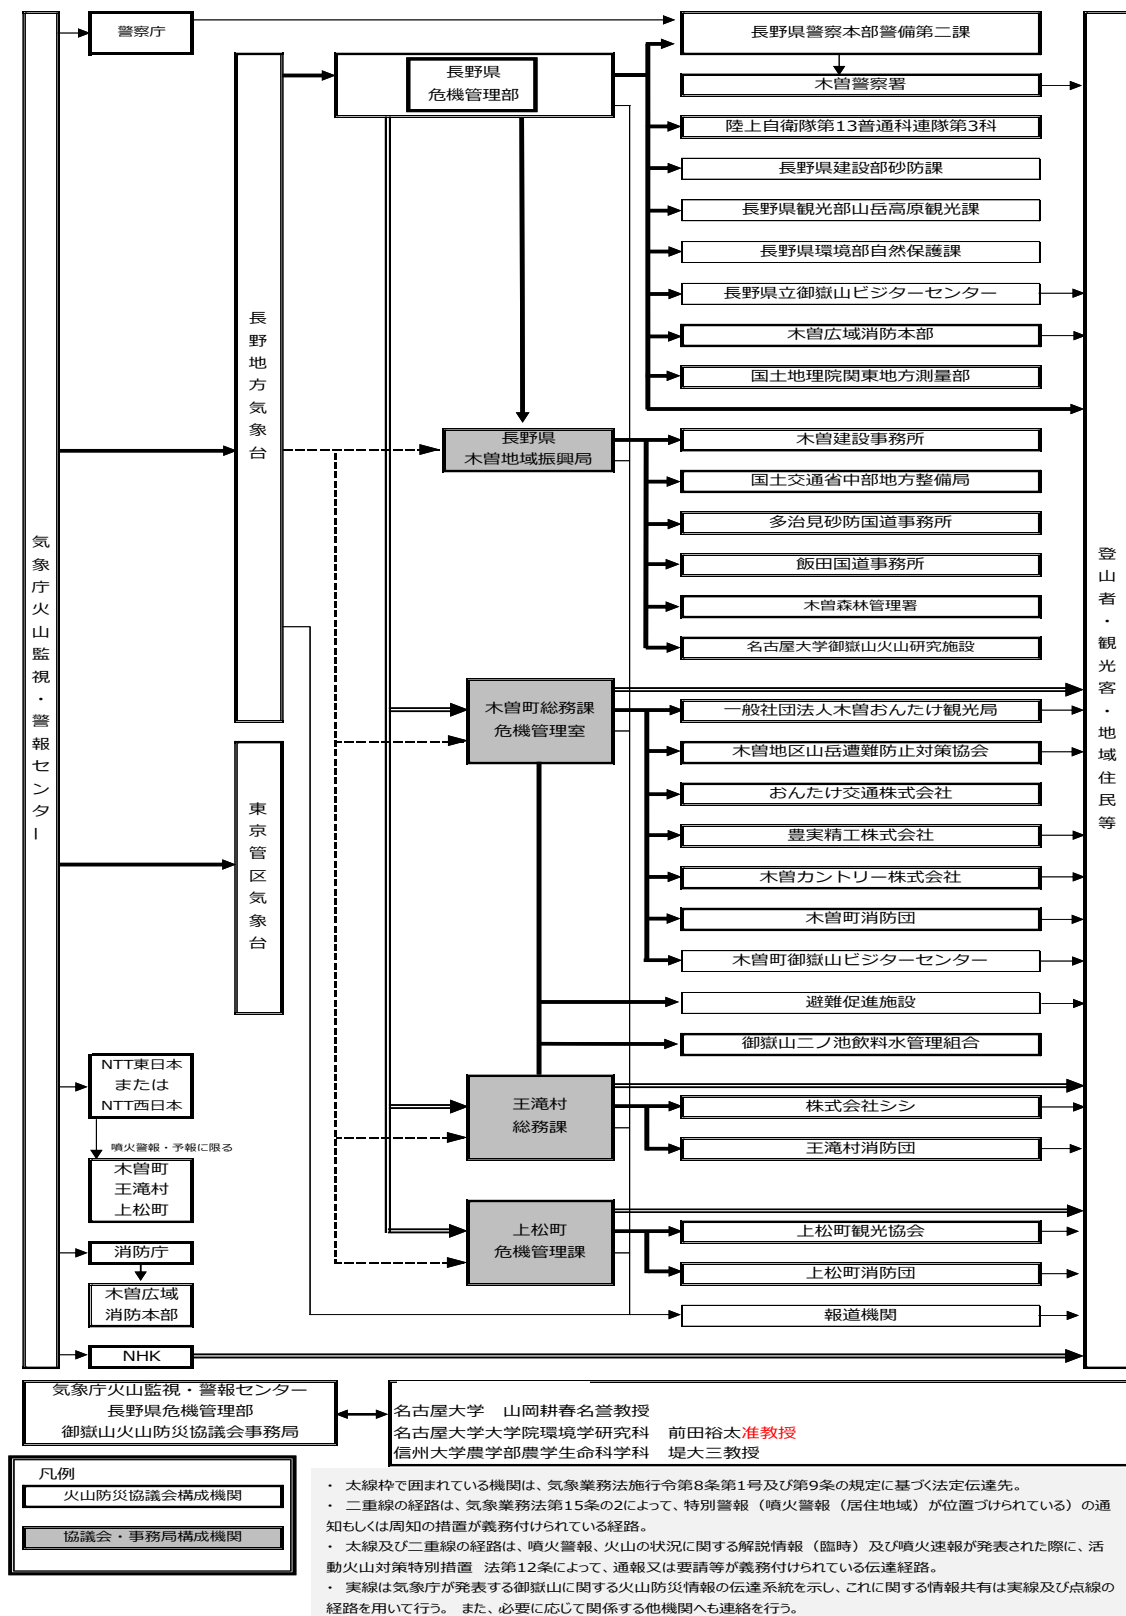 警察庁
長野県警察本部警備第二課
長野県
危機管理部
木曽警察署
陸上自衛隊第13普通科連隊第3科
長野県建設部砂防課
長野県観光部山岳高原観光課
長野県環境部自然保護課
長野県立御嶽山ビジターセンター
木曽広域消防本部
国土地理院関東地方測量部
長野地方気象台
長野県
木曽地域振興局
木曽建設事務所
国土交通省中部地方整備局
多治見砂防国道事務所
飯田国道事務所
木曽森林管理署
名古屋大学御嶽山火山研究施設
気象庁火山監視・警報センター
登山者・観光客・地域住民等
木曽町総務課
危機管理室
一般社団法人木曽おんたけ観光局
木曽地区山岳遭難防止対策協会
おんたけ交通株式会社
豊実精工株式会社
木曽カントリー株式会社
木曽町消防団
木曽町御嶽山ビジターセンター
避難促進施設
御嶽山二ノ池飲料水管理組合
東京管区気象台
NTT東日本
または
NTT西日本
噴火警報・予報に限る
木曽町
王滝村
上松町
王滝村
総務課
株式会社シシ
王滝村消防団
上松町
危機管理課
上松町観光協会
上松町消防団
消防庁
木曽広域
消防本部
報道機関
NHK
気象庁火山監視・警報センター
長野県危機管理部
御嶽山火山防災協議会事務局
名古屋大学 山岡耕春名誉教授
名古屋大学大学院環境学研究科 前田裕太准教授
信州大学農学部農学生命科学科 堤大三教授
凡例
火山防災協議会構成機関
協議会・事務局構成機関
・ 太線枠で囲まれている機関は、気象業務法施行令第8条第1号及び第9条の規定に基づく法定伝達先。
・ 二重線の経路は、気象業務法第15条の2によって、特別警報（噴火警報（居住地域）が位置づけられている）の通
知もしくは周知の措置が義務付けられている経路。
・ 太線及び二重線の経路は、噴火警報、火山の状況に関する解説情報（臨時）及び噴火速報が発表された際に、活
動火山対策特別措置 法第12条によって、通報又は要請等が義務付けられている伝達経路。
・ 実線は気象庁が発表する御嶽山に関する火山防災情報の伝達系統を示し、これに関する情報共有は実線及び点線の
経路を用いて行う。 また、必要に応じて関係する他機関へも連絡を行う。